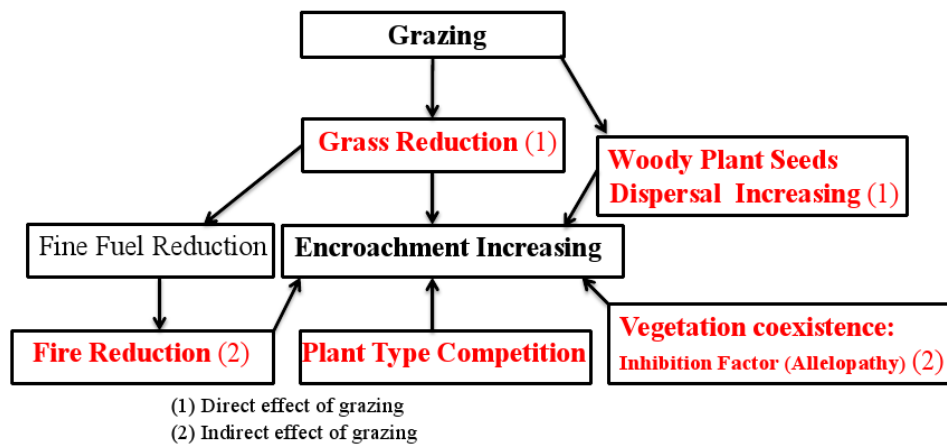 Grazing
Grass Reduction (1)
Woody Plant Seeds
Dispersal Increasing (1)
Fine Fuel Reduction
Encroachment Increasing
Fire Reduction (2)
Plant Type Competition
Vegetation coexistence:
Inhibition Factor (Allelopathy) (2)
(1) Direct effect of grazing
(2) Indirect effect of grazing